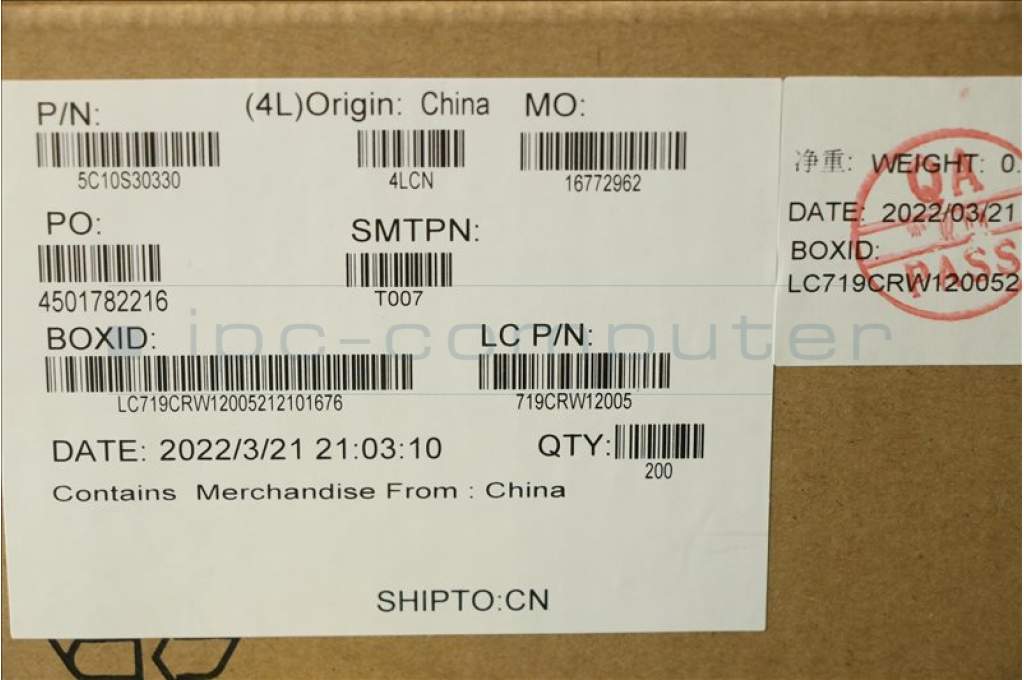 P/N: (4L)Origin: China MO:
5C10S30330 4LCN 16772962
PO: SMTPN:
4501782216 T007
BOXID: LC P/N:
LC719CRW12005212101676 719CRW12005
DATE: 2022/3/21 21:03:10 QTY:
200
Contains Merchandise From : China
SHIPTO:CN
净重: WEIGHT: 0.
DATE: 2022/03/21
BOXID:
LC719CRW120052
QA
PASS
ipc-computer